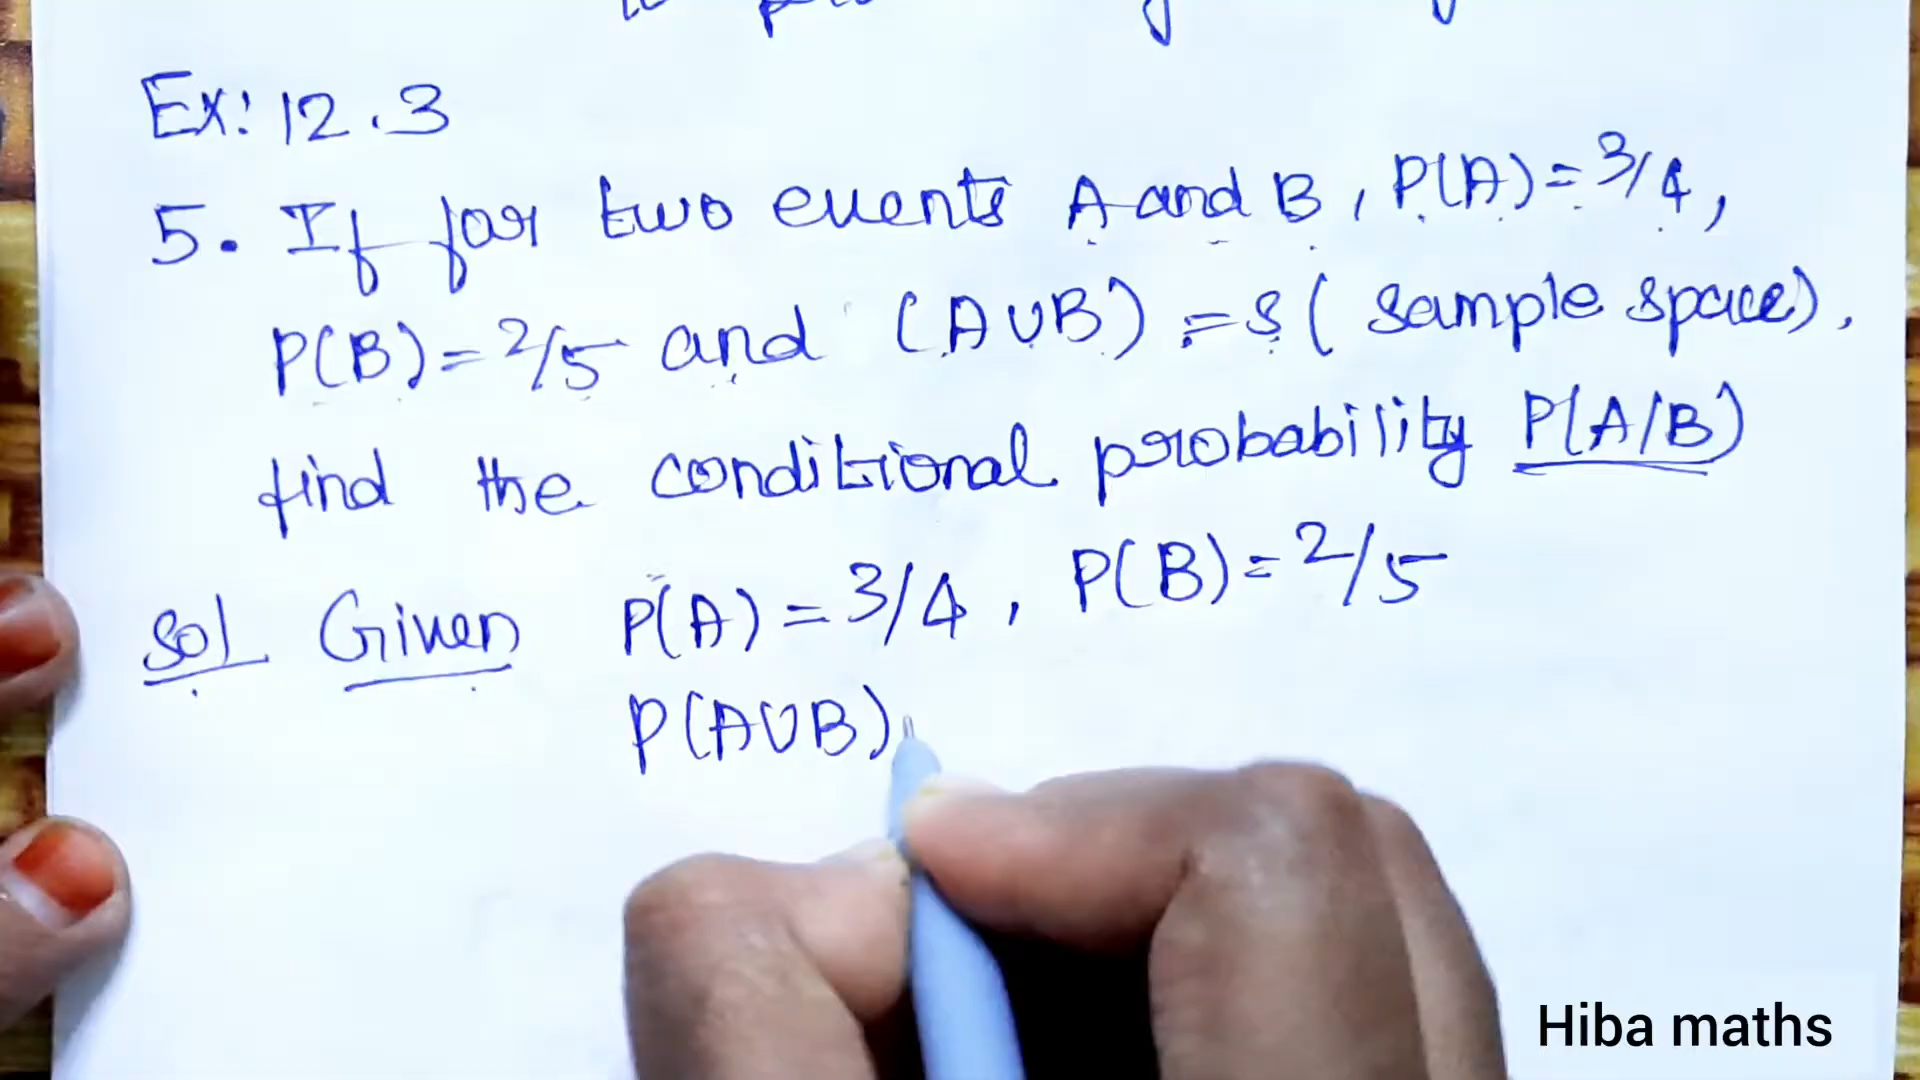 Ex: 12.3
5. If for two events A and B, P(A) = 3/4,
P(B) = 2/5 and (A∪B) = S (sample space).
find the conditional probability P(A/B)
Sol Given P(A) = 3/4, P(B) = 2/5
P(A∪B)
Hiba maths